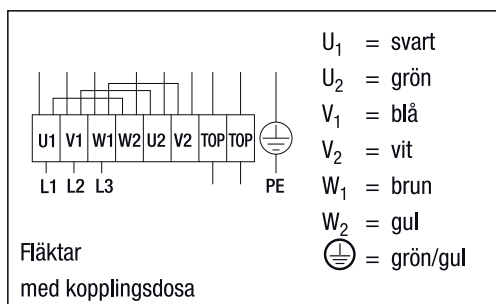 U1 V1 W1 W2 U2 V2 TOP TOP
L1 L2 L3 PE
Fläktar
med kopplingsdosa
U₁ = svart
U₂ = grön
V₁ = blå
V₂ = vit
W₁ = brun
W₂ = gul
⏚ = grön/gul